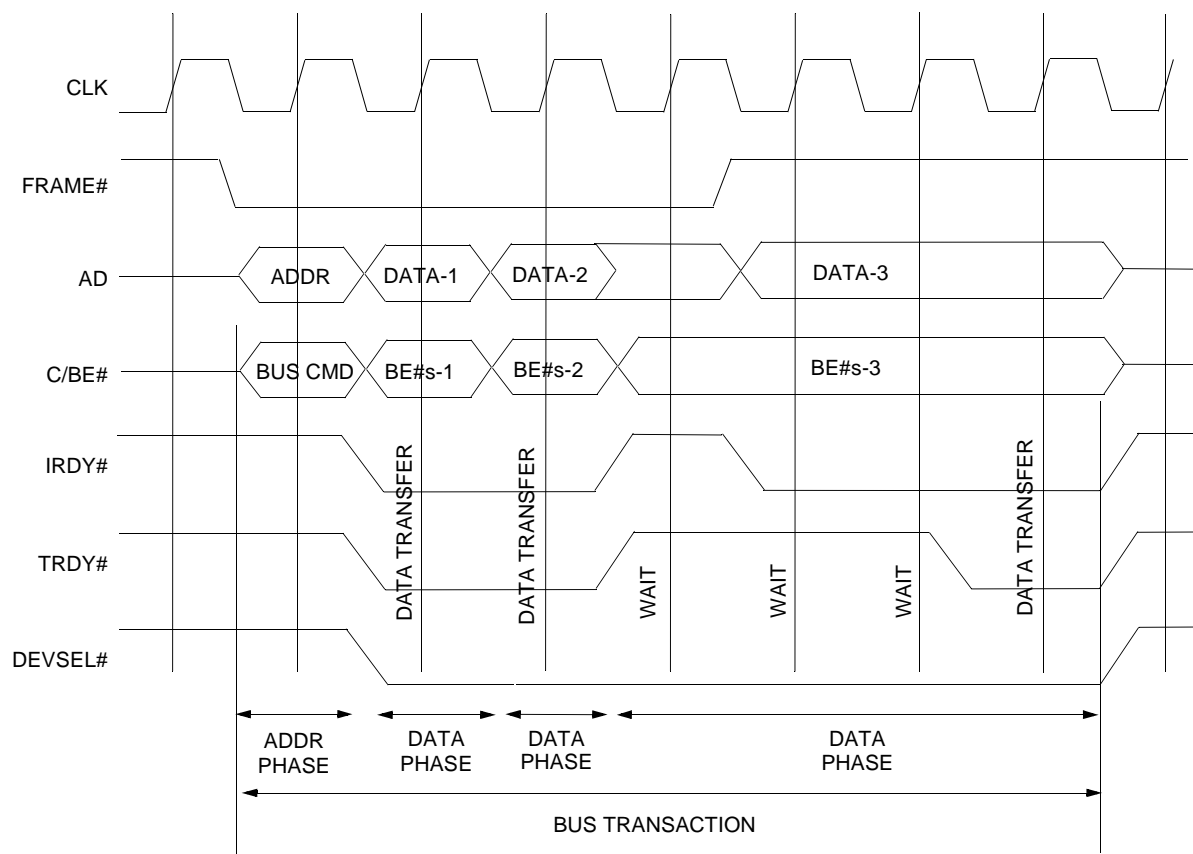 CLK
FRAME#
AD
ADDR
DATA-1
DATA-2
DATA-3
C/BE#
BUS CMD
BE#s-1
BE#s-2
BE#s-3
IRDY#
TRDY#
DATA TRANSFER
DATA TRANSFER
WAIT
WAIT
WAIT
DATA TRANSFER
DEVSEL#
ADDR
PHASE
DATA
PHASE
DATA
PHASE
DATA
PHASE
BUS TRANSACTION